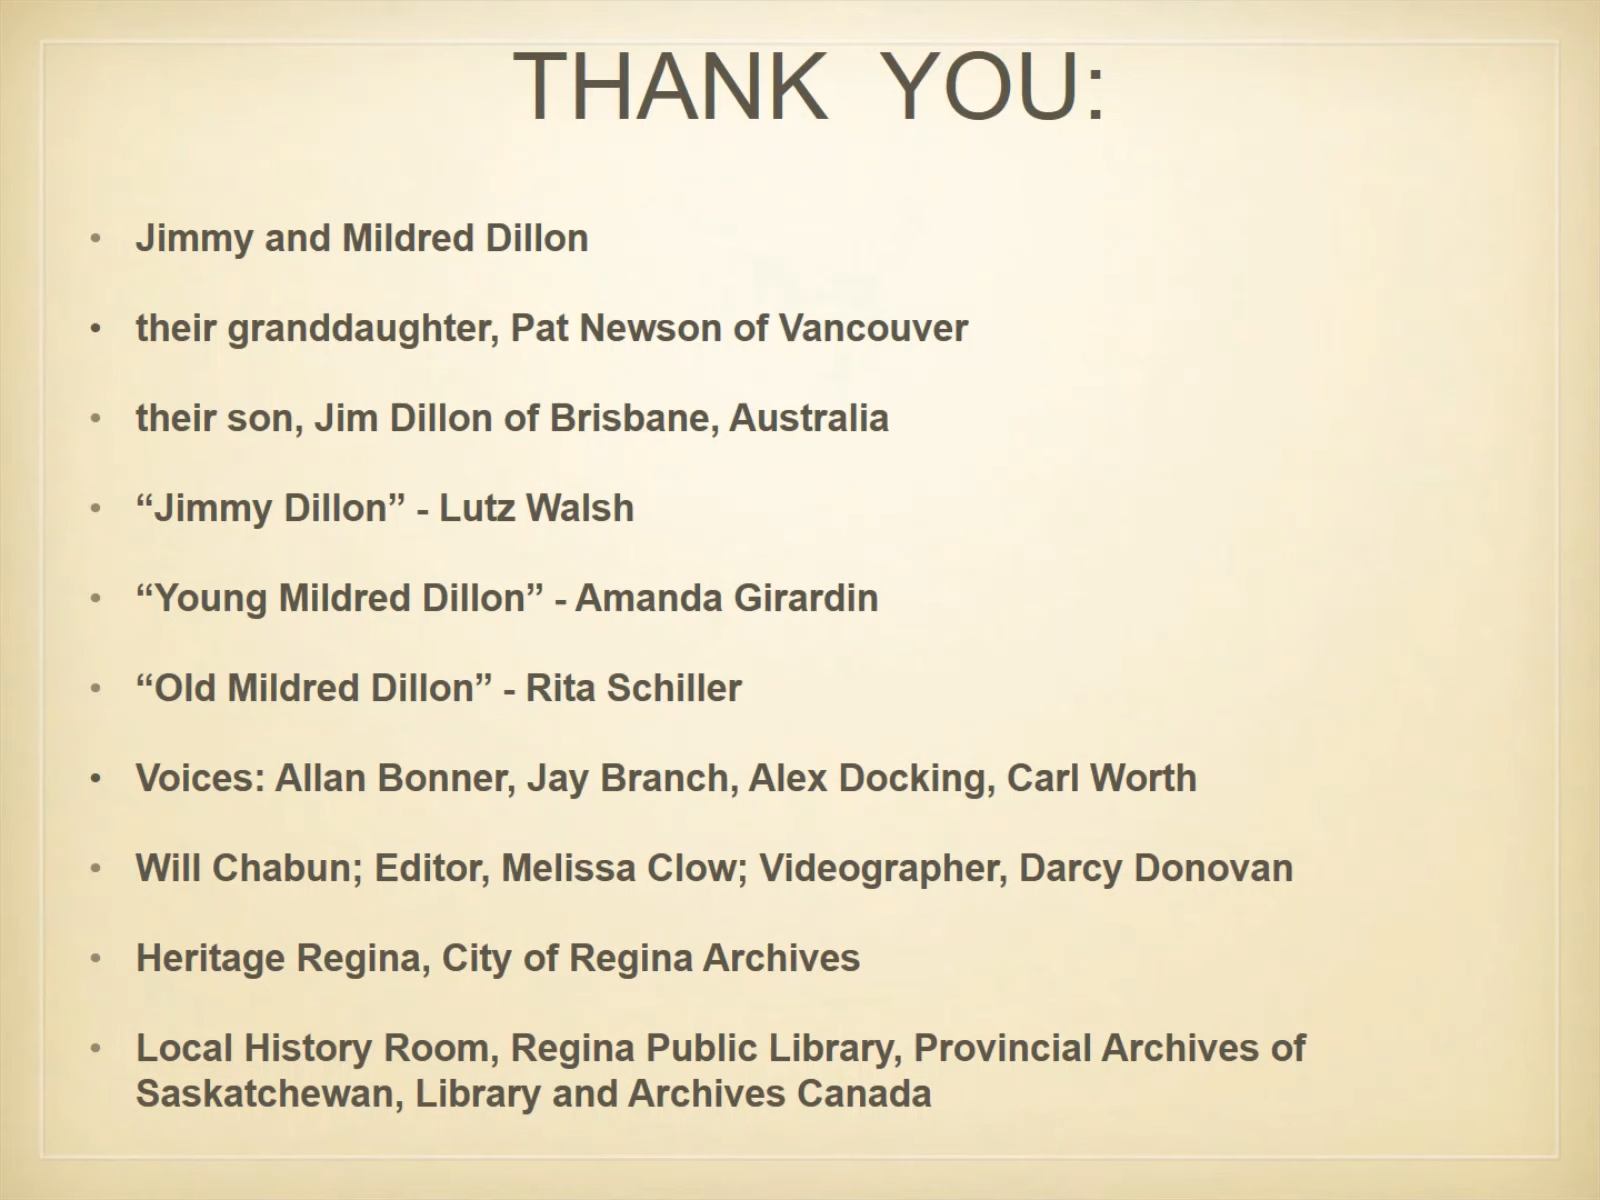 THANK YOU:
• Jimmy and Mildred Dillon
• their granddaughter, Pat Newson of Vancouver
• their son, Jim Dillon of Brisbane, Australia
• “Jimmy Dillon” - Lutz Walsh
• “Young Mildred Dillon” - Amanda Girardin
• “Old Mildred Dillon” - Rita Schiller
• Voices: Allan Bonner, Jay Branch, Alex Docking, Carl Worth
• Will Chabun; Editor, Melissa Clow; Videographer, Darcy Donovan
• Heritage Regina, City of Regina Archives
• Local History Room, Regina Public Library, Provincial Archives of
Saskatchewan, Library and Archives Canada